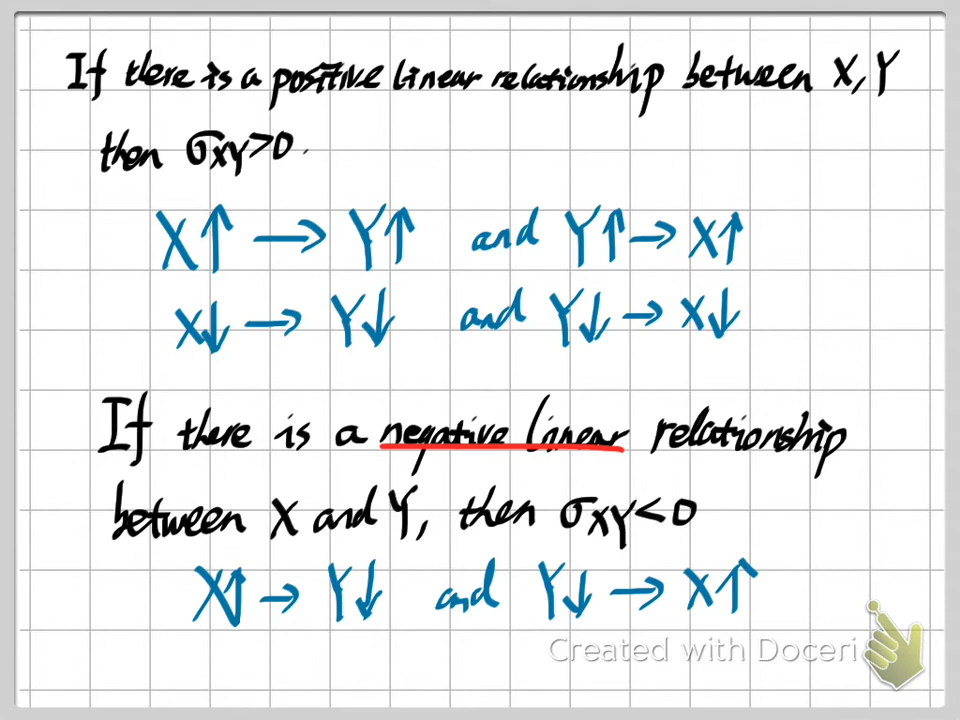 If there is a positive linear relationship between X, Y
then σXY>0.
X↑ → Y↑ and Y↑ → X↑
X↓ → Y↓ and Y↓ → X↓
If there is a negative linear relationship
between X and Y, then σXY<0
X↑ → Y↓ and Y↓ → X↑
Created with Doceri